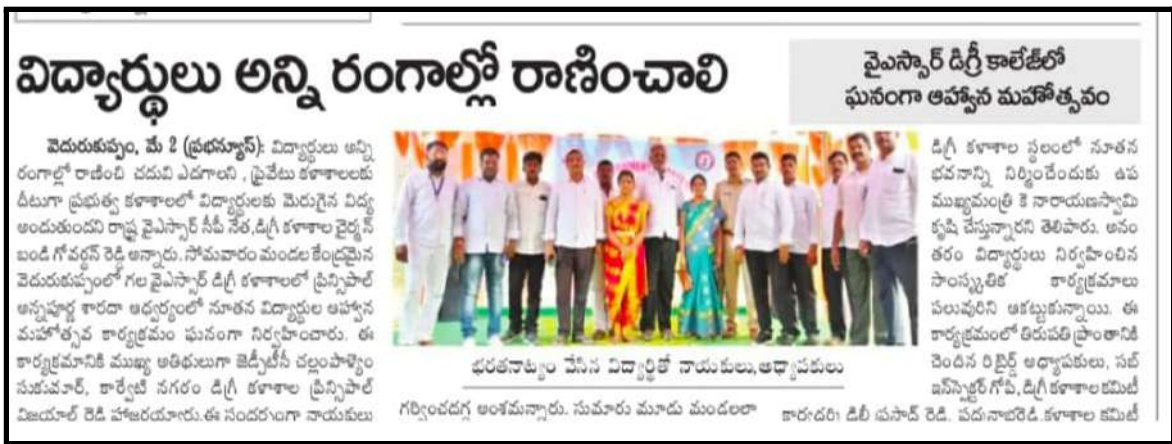 విద్యార్థులు అన్ని రంగాల్లో రాణించాలి
వైఎస్సార్ డిగ్రీ కాలేజ్‌లో
ఘనంగా ఆహ్వాన మహోత్సవం
వెదురుకుప్పం, మే 2 (ప్రభన్యూస్): విద్యార్థులు అన్ని
రంగాల్లో రాణించి చదువి ఎదగాలని , ప్రైవేటు కళాశాలలకు
దీటుగా ప్రభుత్వ కళాశాలలో విద్యార్థులకు మెరుగైన విద్య
అందుతుందని రాష్ట్ర వైఎస్సార్ సీపీ నేత,డిగ్రీ కళాశాల చైర్మన్
బండి గోవర్ధన్ రెడ్డి అన్నారు. సోమవారం మండల కేంద్రమైన
వెదురుకుప్పంలో గల వైఎస్సార్ డిగ్రీ కళాశాలలో ప్రిన్సిపాల్
అన్నపూర్ణ శారదా ఆధ్వర్యంలో నూతన విద్యార్థుల ఆహ్వాన
మహోత్సవ కార్యక్రమం ఘనంగా నిర్వహించారు. ఈ
కార్యక్రమానికి ముఖ్య అతిథులుగా జెడ్పీటీసీ చల్లంపాళ్యెం
సుకుమార్, కార్వేటి నగరం డిగ్రీ కళాశాల ప్రిన్సిపాల్
విజయాల్ రెడ్డి హాజరయ్యారు.ఈ సందర్భంగా నాయకులు
భరతనాట్యం వేసిన విద్యార్థితో నాయకులు,అధ్యాపకులు
గర్వించదగ్గ అంశమన్నారు. సుమారు మూడు మండలలా
డిగ్రీ కళాశాల స్థలంలో నూతన
భవనాన్ని నిర్మించేందుకు ఉప
ముఖ్యమంత్రి కె నారాయణస్వామి
కృషి చేస్తున్నారని తెలిపారు. అనం
తరం విద్యార్థులు నిర్వహించిన
సాంస్కృతిక కార్యక్రమాలు
పలువురిని ఆకట్టుకున్నాయి. ఈ
కార్యక్రమంలో తిరుపతి ప్రాంతానికి
చెందిన రిటైర్డ్ అధ్యాపకులు, సబ్
ఇన్‌స్పెక్టర్ గోపి,డిగ్రీ కళాశాల కమిటీ
కార్యదర్శి డిల్లీ ప్రసాద్ రెడ్డి, పద్మనాభరెడ్డి,కళాశాల కమిటీ